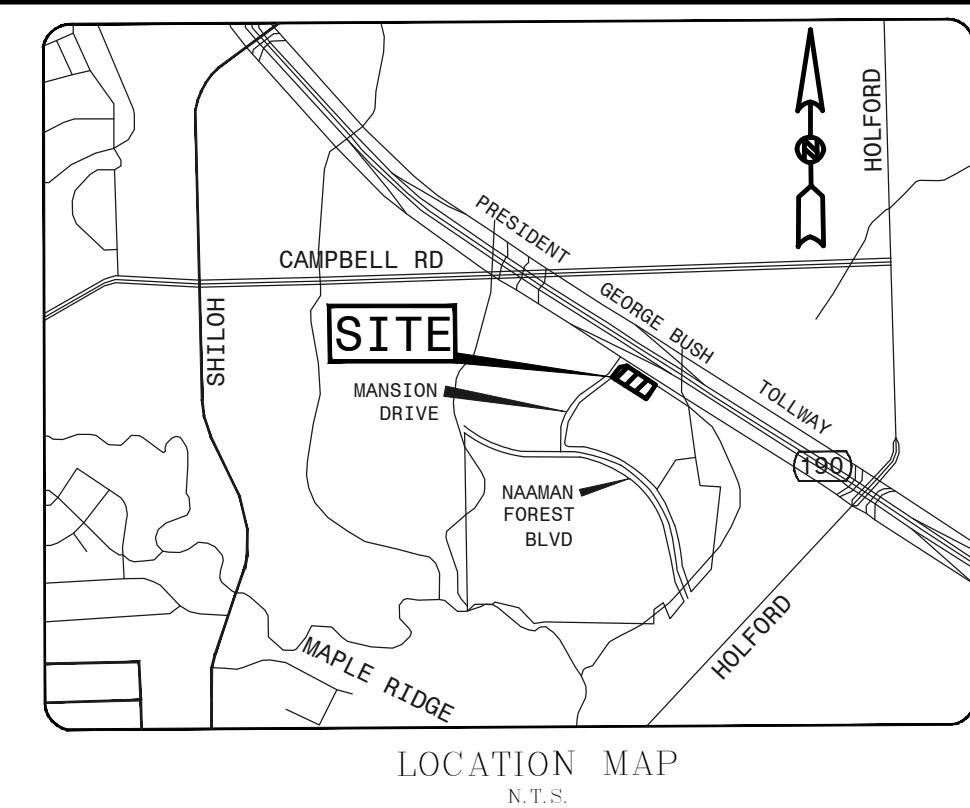 HOLFORD
PRESIDENT
CAMPBELL RD
GEORGE BUSH
SHILOH
SITE
MANSION
DRIVE
TOLLWAY
190
NAAMAN
FOREST
BLVD
HOLFORD
MAPLE RIDGE
LOCATION MAP
N.T.S.